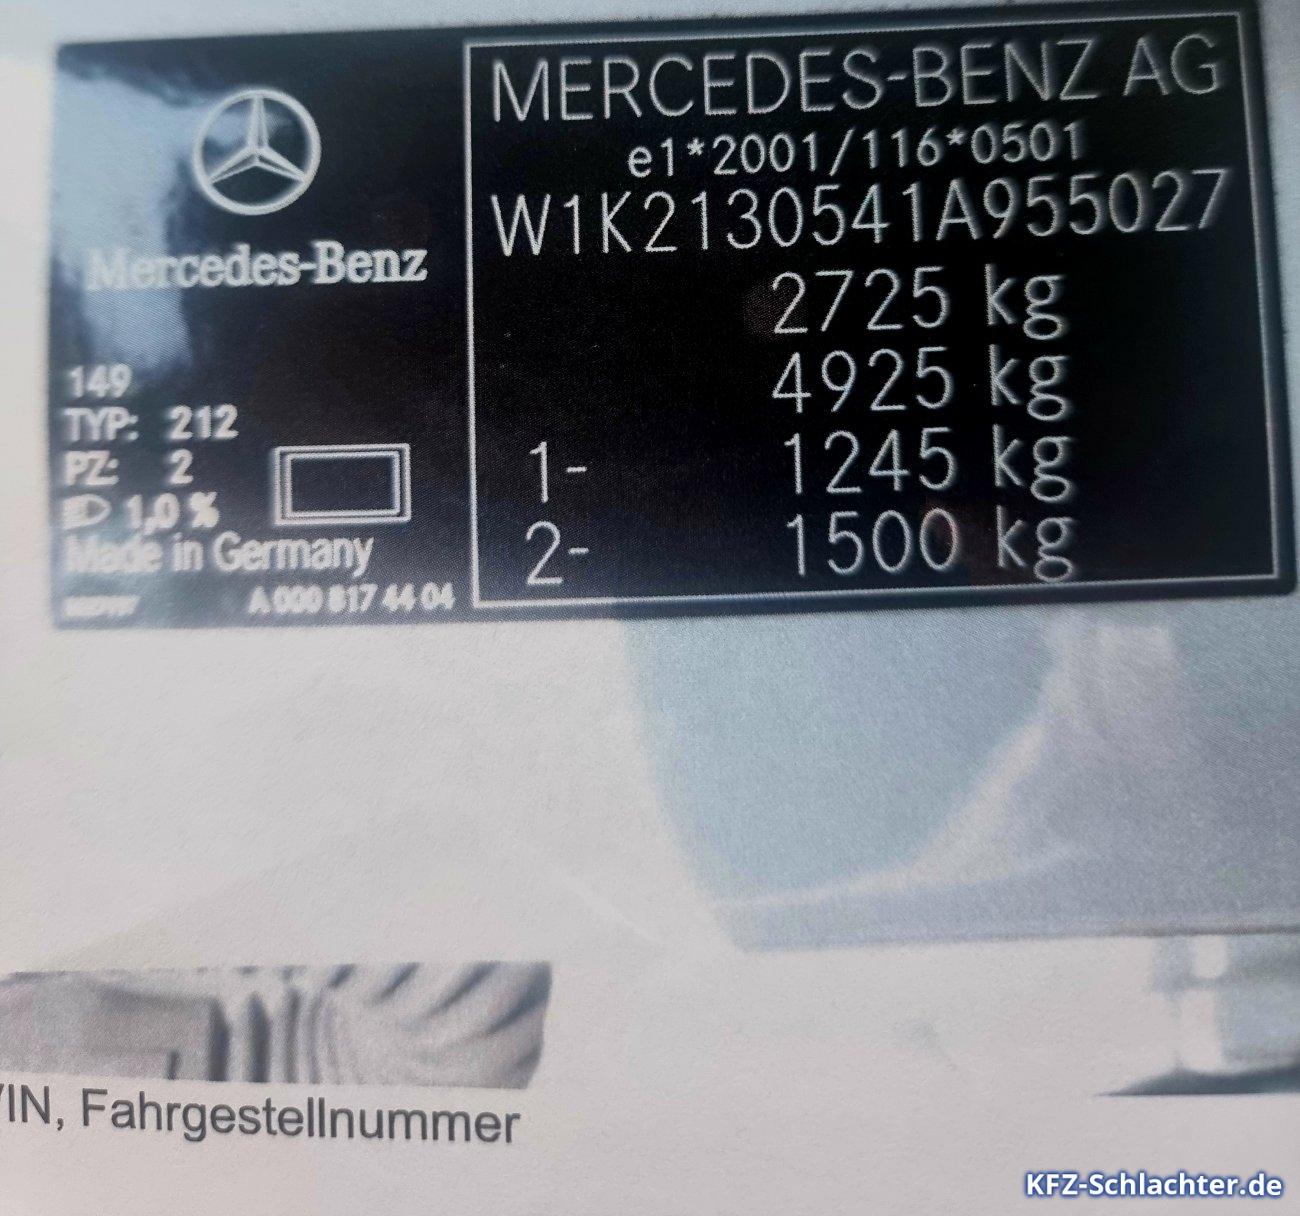 MERCEDES-BENZ AG
e1*2001/116*0501
W1K2130541A955027
2725 kg
4925 kg
1- 1245 kg
2- 1500 kg
Mercedes-Benz
149
TYP: 212
PZ: 2
1,0 %
Made in Germany
A 000 817 44 04
VIN, Fahrgestellnummer
KFZ-Schlachter.de